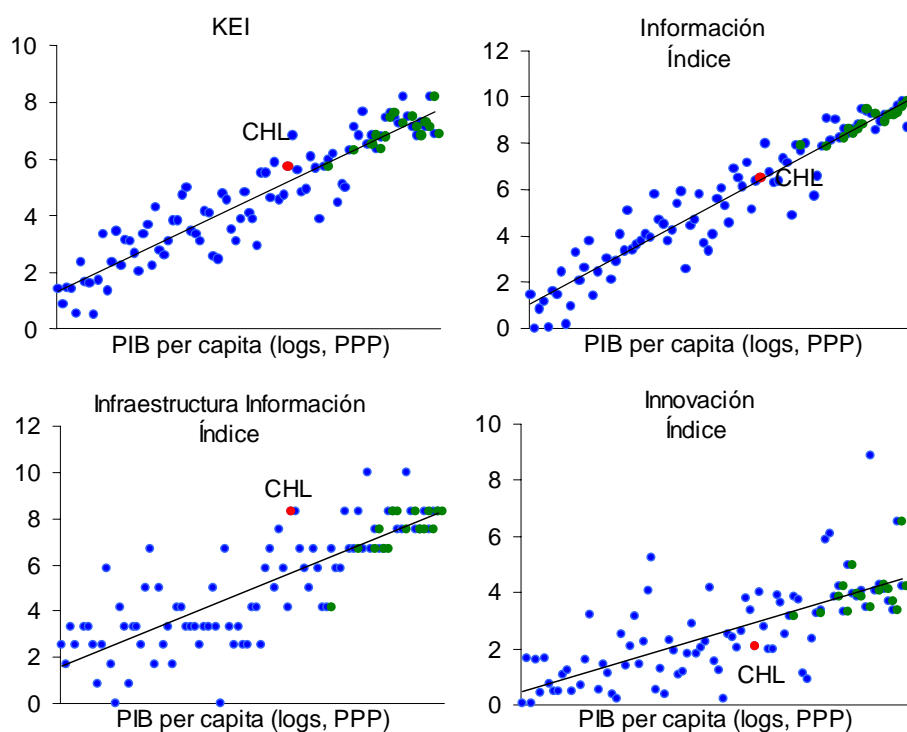 KEI
10
8
6
4
2
0
CHL
PIB per capita (logs, PPP)
Información
Índice
12
10
8
6
4
2
0
CHL
PIB per capita (logs, PPP)
Infraestructura Información
Índice
12
10
8
6
4
2
0
CHL
PIB per capita (logs, PPP)
Innovación
Índice
10
8
6
4
2
0
CHL
PIB per capita (logs, PPP)